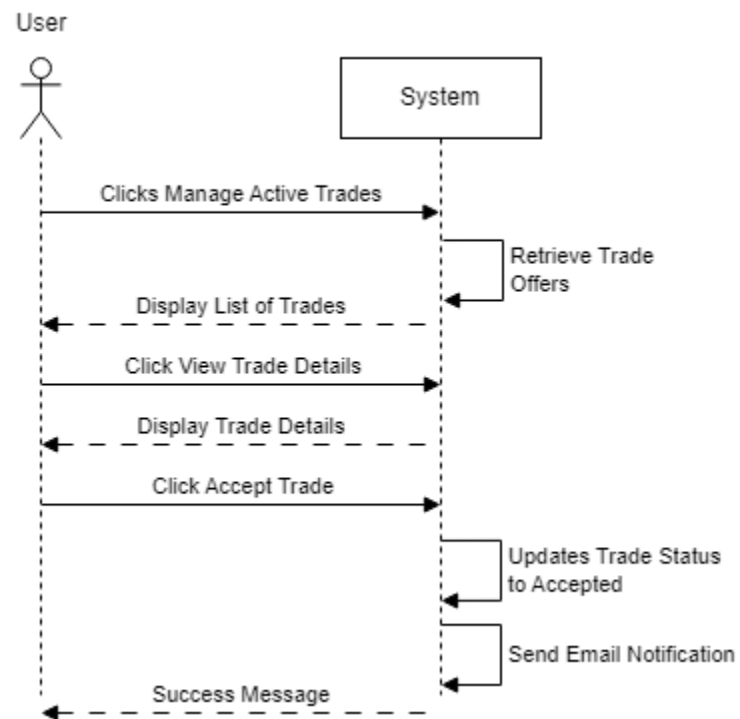 User
System
Clicks Manage Active Trades
Retrieve Trade
Offers
Display List of Trades
Click View Trade Details
Display Trade Details
Click Accept Trade
Updates Trade Status
to Accepted
Send Email Notification
Success Message